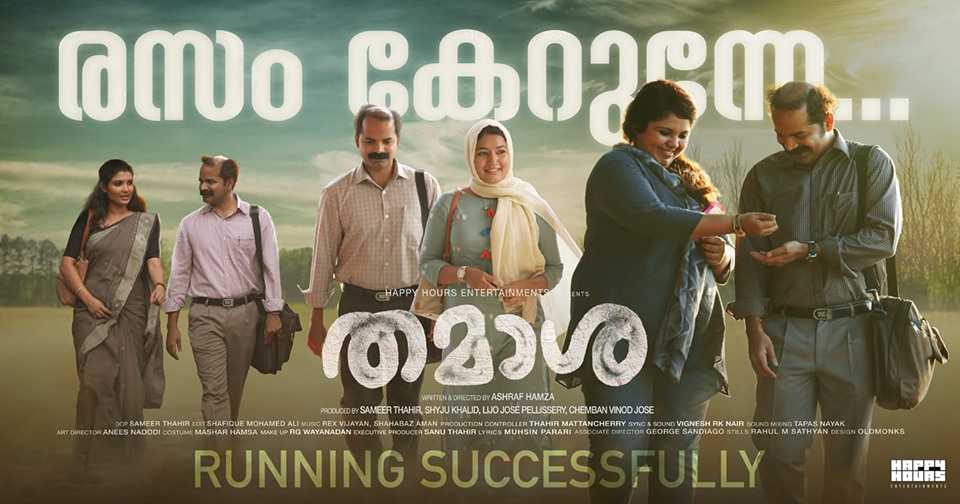 രസം കേറുന്നേ...
HAPPY HOURS ENTERTAINMENTS PRESENTS
തമാശ
WRITTEN & DIRECTED BY ASHRAF HAMZA
PRODUCED BY SAMEER THAHIR, SHYJU KHALID, LIJO JOSE PELLISSERY, CHEMBAN VINOD JOSE
DOP SAMEER THAHIR EDIT SHAFIQUE MOHAMED ALI MUSIC REX VIJAYAN, SHAHABAZ AMAN PRODUCTION CONTROLLER THAHIR MATTANCHERRY SYNC & SOUND VIGNESH RK NAIR SOUND MIXING TAPAS NAYAK
ART DIRECTOR ANEES NADODI COSTUME MASHAR HAMSA MAKE UP RG WAYANADAN EXECUTIVE PRODUCER SANU THAHIR LYRICS MUHSIN PARARI ASSOCIATE DIRECTOR GEORGE SANDIAGO STILLS RAHUL M SATHYAN DESIGN OLDMONKS
RUNNING SUCCESSFULLY
HAPPY
HOURS
ENTERTAINMENTS